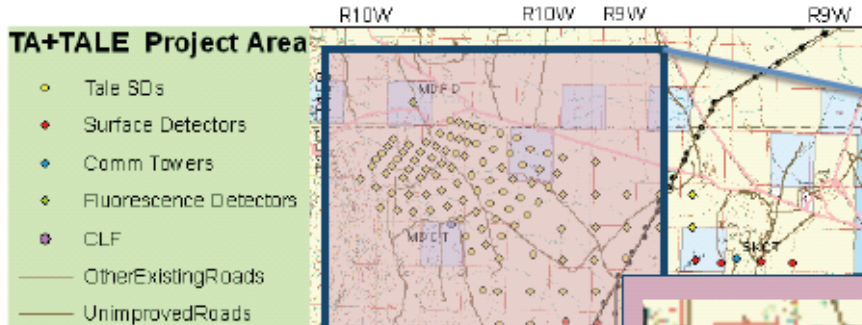 R10W R10W R9W R9W
TA+TALE Project Area
Tale SDs
Surface Detectors
Comm Towers
Fluorescence Detectors
CLF
OtherExistingRoads
UnimprovedRoads
MDFD
MDCT
SKCT